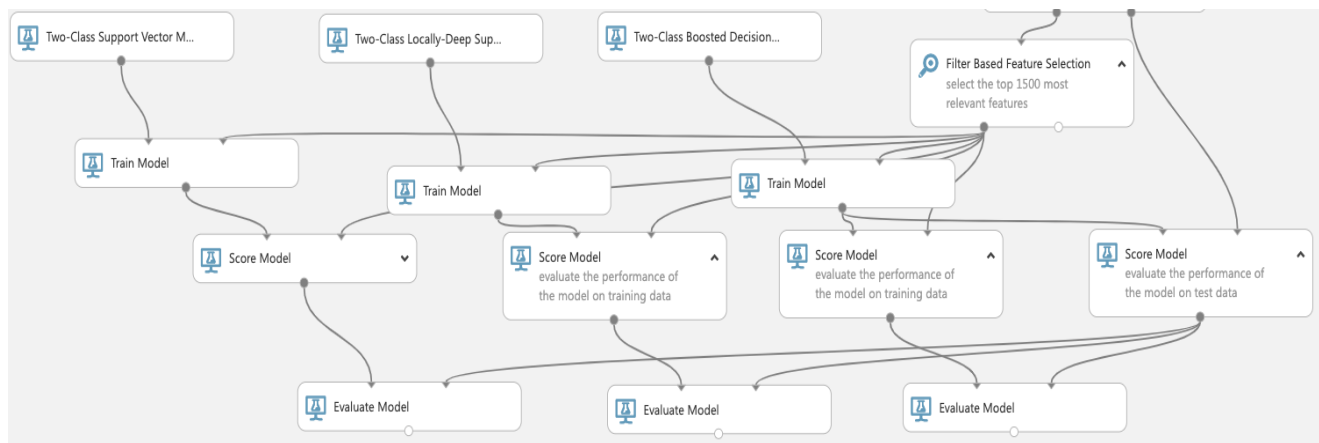 Two-Class Support Vector M...
Two-Class Locally-Deep Sup...
Two-Class Boosted Decision...
Filter Based Feature Selection
select the top 1500 most
relevant features
Train Model
Train Model
Train Model
Score Model
Score Model
evaluate the performance of
the model on training data
Score Model
evaluate the performance of
the model on training data
Score Model
evaluate the performance of
the model on test data
Evaluate Model
Evaluate Model
Evaluate Model